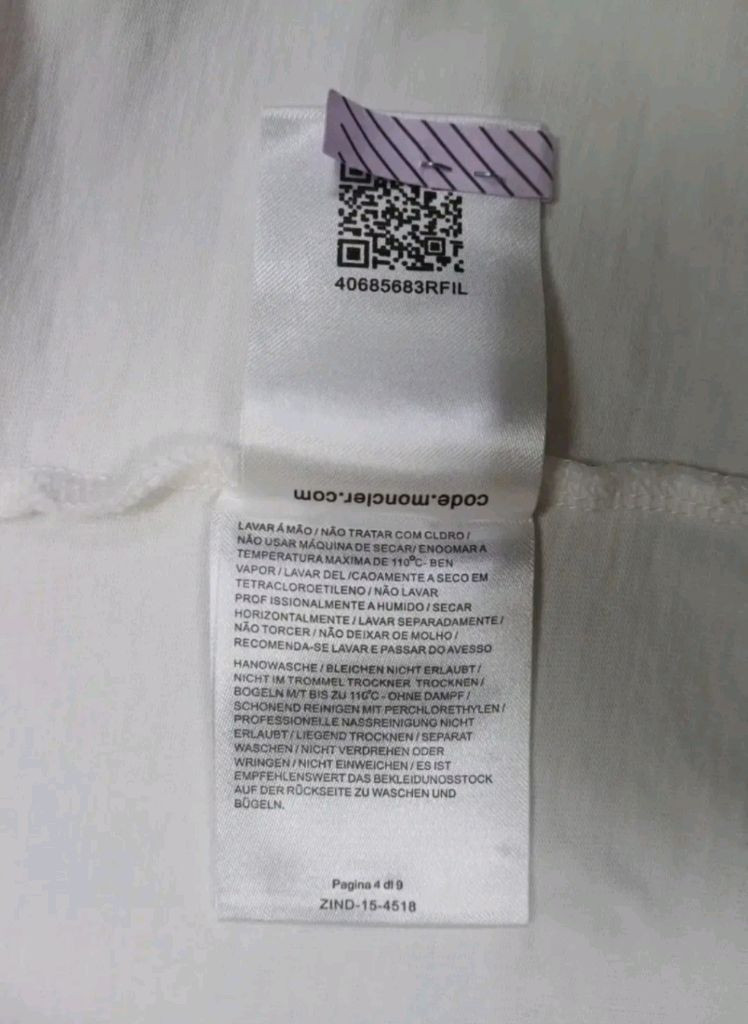 40685683RFIL
code.moncler.com
LAVAR Á MÃO / NÃO TRATAR COM CLDRO /
NÃO USAR MÁQUINA DE SECAR/ ENOOMAR A
TEMPERATURA MAXIMA DE 110°C- BEN
VAPOR / LAVAR DEL /CAOAMENTE A SECO EM
TETRACLOROETILENO / NÃO LAVAR
PROF ISSIONALMENTE A HUMIDO / SECAR
HORIZONTALMENTE / LAVAR SEPARADAMENTE /
NÃO TORCER / NÃO DEIXAR OE MOLHO /
RECOMENDA-SE LAVAR E PASSAR DO AVESSO
HANOWASCHE / BLEICHEN NICHT ERLAUBT /
NICHT IM TROMMEL TROCKNER TROCKNEN /
BOGELN M/T BIS ZU 110°C - OHNE DAMPF /
SCHONEND REINIGEN MIT PERCHLORETHYLEN /
PROFESSIONELLE NASSREINIGUNG NICHT
ERLAUBT / LIEGEND TROCKNEN / SEPARAT
WASCHEN / NICHT VERDREHEN ODER
WRINGEN / NICHT EINWEICHEN / ES IST
EMPFEHLENSWERT DAS BEKLEIDUNOSSTOCK
AUF DER RÜCKSEITE ZU WASCHEN UND
BÜGELN.
Pagina 4 dl 9
ZIND-15-4518